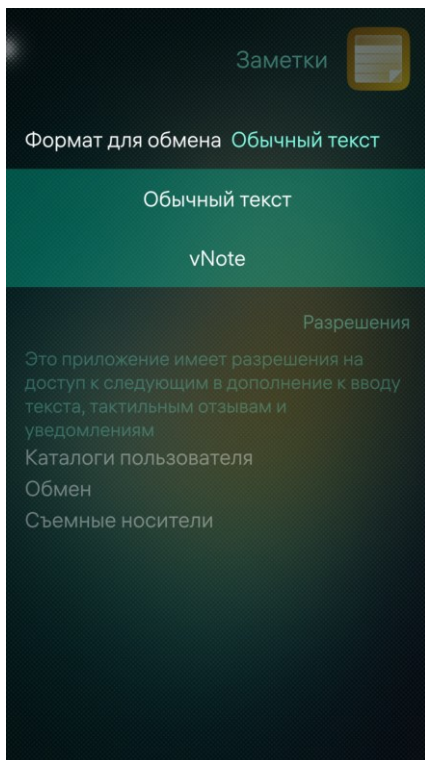 Заметки
Формат для обмена Обычный текст
Обычный текст
vNote
Разрешения
Это приложение имеет разрешения на
доступ к следующим в дополнение к вводу
текста, тактильным отзывам и
уведомлениям
Каталоги пользователя
Обмен
Съемные носители